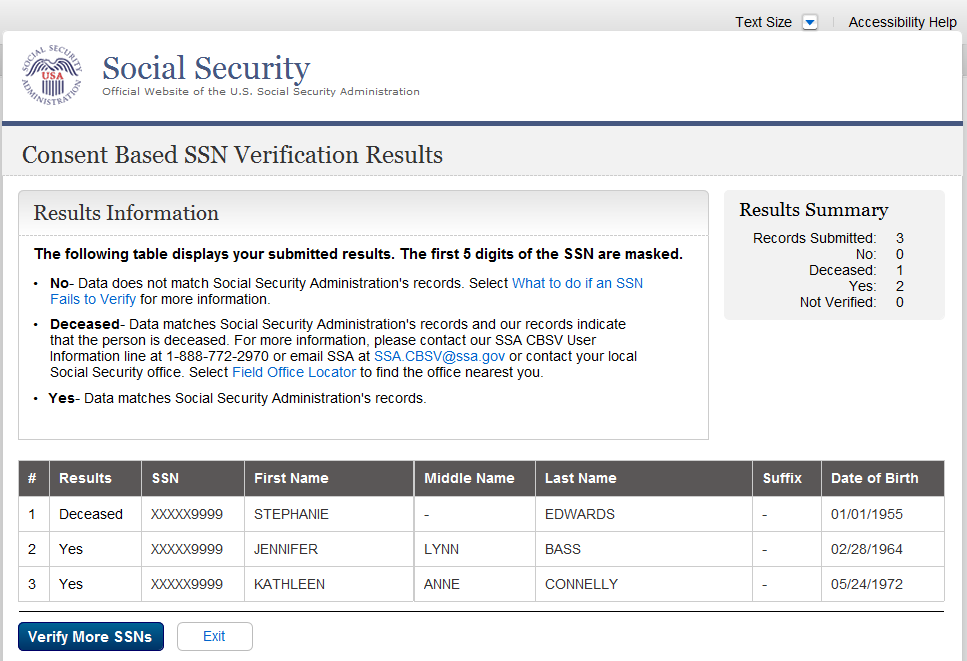 Text Size
Accessibility Help
SOCIAL SECURITY ADMINISTRATION
USA
Social Security
Official Website of the U.S. Social Security Administration
Consent Based SSN Verification Results
Results Information
The following table displays your submitted results. The first 5 digits of the SSN are masked.
• No- Data does not match Social Security Administration's records. Select What to do if an SSN
Fails to Verify for more information.
• Deceased- Data matches Social Security Administration's records and our records indicate
that the person is deceased. For more information, please contact our SSA CBSV User
Information line at 1-888-772-2970 or email SSA at SSA.CBSV@ssa.gov or contact your local
Social Security office. Select Field Office Locator to find the office nearest you.
• Yes- Data matches Social Security Administration's records.
Results Summary
Records Submitted: 3
No: 0
Deceased: 1
Yes: 2
Not Verified: 0
# Results SSN First Name Middle Name Last Name Suffix Date of Birth
1 Deceased XXXXX9999 STEPHANIE - EDWARDS - 01/01/1955
2 Yes XXXXX9999 JENNIFER LYNN BASS - 02/28/1964
3 Yes XXXXX9999 KATHLEEN ANNE CONNELLY - 05/24/1972
Verify More SSNs
Exit